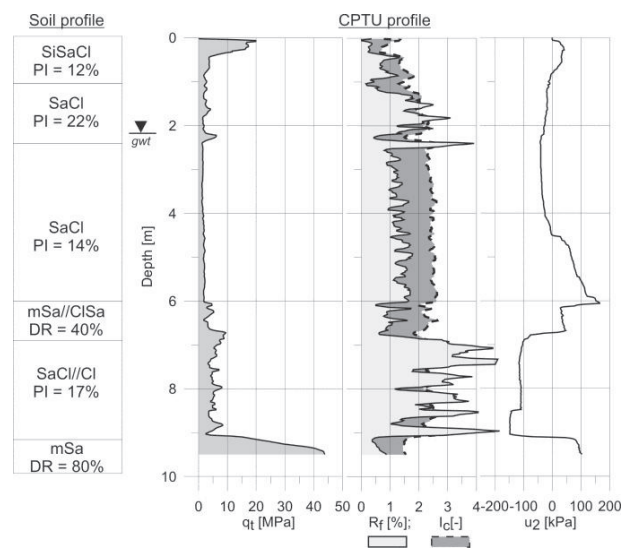 Soil profile
CPTU profile
SiSaCl
PI = 12%
SaCl
PI = 22%
SaCl
PI = 14%
mSa//ClSa
DR = 40%
SaCl//Cl
PI = 17%
mSa
DR = 80%
gwt
Depth [m]
0
2
4
6
8
10
0 10 20 30 40 50
qt [MPa]
0 1 2 3 4
Rf [%]; Ic[-]
-200 -100 0 100 200
u2 [kPa]